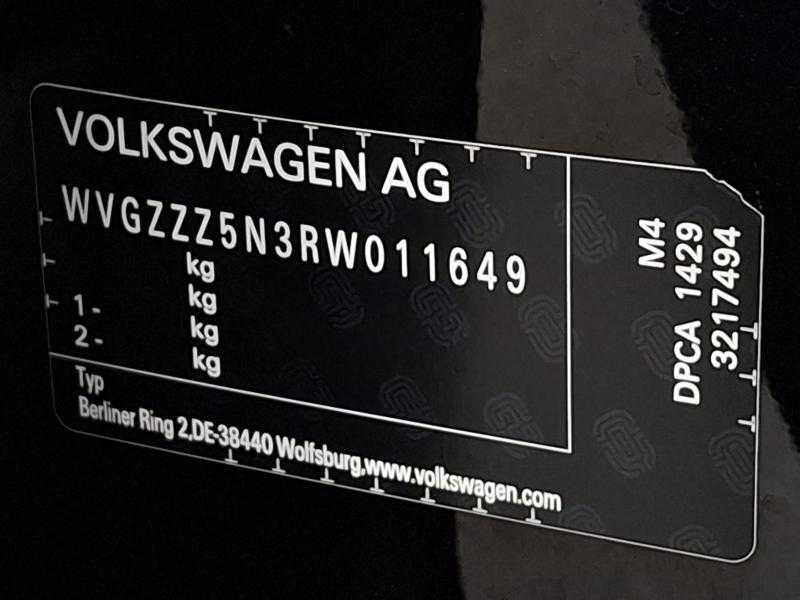 VOLKSWAGEN AG
WVGZZZ5N3RW011649
kg
kg
1- kg
2- kg
Typ
Berliner Ring 2,DE-38440 Wolfsburg,www.volkswagen.com
M4
DPCA 1429
3217494